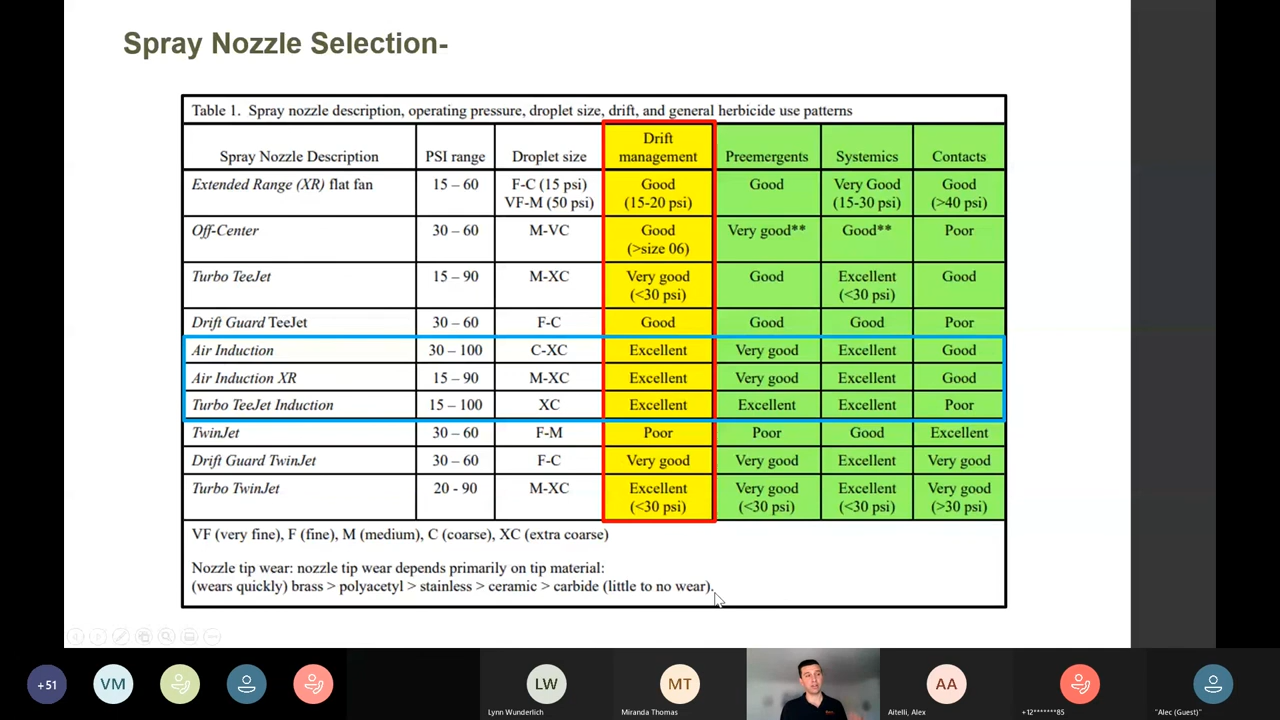 Spray Nozzle Selection-
Table 1. Spray nozzle description, operating pressure, droplet size, drift, and general herbicide use patterns
Spray Nozzle Description PSI range Droplet size Drift management Preemergents Systemics Contacts
Extended Range (XR) flat fan 15 – 60 F-C (15 psi) VF-M (50 psi) Good (15-20 psi) Good Very Good (15-30 psi) Good (>40 psi)
Off-Center 30 – 60 M-VC Good (>size 06) Very good** Good** Poor
Turbo TeeJet 15 – 90 M-XC Very good (<30 psi) Good Excellent (<30 psi) Good
Drift Guard TeeJet 30 – 60 F-C Good Good Good Poor
Air Induction 30 – 100 C-XC Excellent Very good Excellent Good
Air Induction XR 15 – 90 M-XC Excellent Very good Excellent Good
Turbo TeeJet Induction 15 – 100 XC Excellent Excellent Excellent Poor
TwinJet 30 – 60 F-M Poor Poor Good Excellent
Drift Guard TwinJet 30 – 60 F-C Very good Very good Excellent Very good
Turbo TwinJet 20 - 90 M-XC Excellent (<30 psi) Very good (<30 psi) Excellent (<30 psi) Very good (>30 psi)
VF (very fine), F (fine), M (medium), C (coarse), XC (extra coarse)
Nozzle tip wear: nozzle tip wear depends primarily on tip material:
(wears quickly) brass > polyacetyl > stainless > ceramic > carbide (little to no wear).
+51 VM LW MT AA
Lynn Wunderlich Miranda Thomas Aitelli, Alex +12*******85 "Alec (Guest)"